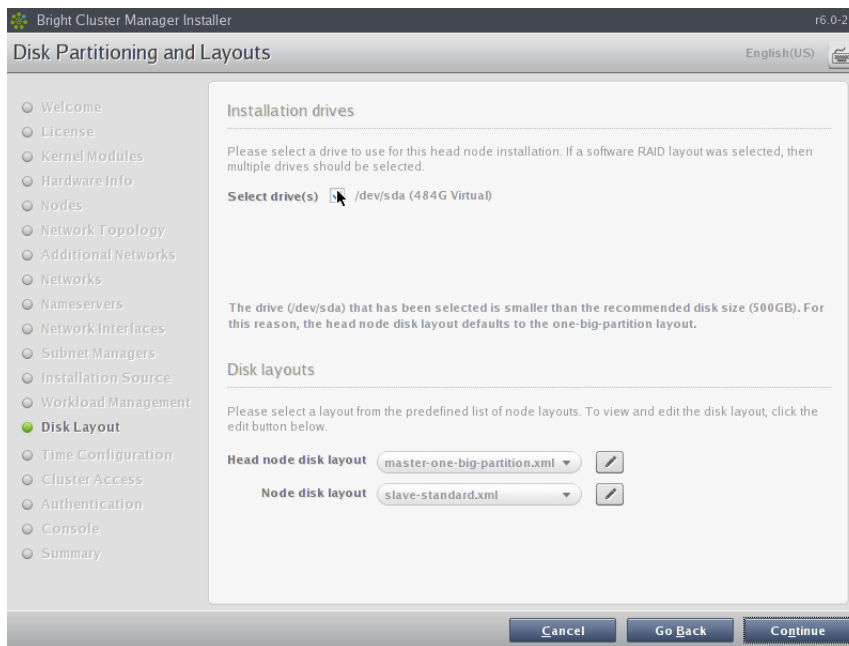 Bright Cluster Manager Installer
r6.0-2
Disk Partitioning and Layouts
English(US)
Welcome
License
Kernel Modules
Hardware Info
Nodes
Network Topology
Additional Networks
Networks
Nameservers
Network Interfaces
Subnet Managers
Installation Source
Workload Management
Disk Layout
Time Configuration
Cluster Access
Authentication
Console
Summary
Installation drives
Please select a drive to use for this head node installation. If a software RAID layout was selected, then
multiple drives should be selected.
Select drive(s) /dev/sda (484G Virtual)
The drive (/dev/sda) that has been selected is smaller than the recommended disk size (500GB). For
this reason, the head node disk layout defaults to the one-big-partition layout.
Disk layouts
Please select a layout from the predefined list of node layouts. To view and edit the disk layout, click the
edit button below.
Head node disk layout master-one-big-partition.xml
Node disk layout slave-standard.xml
Cancel Go Back Continue